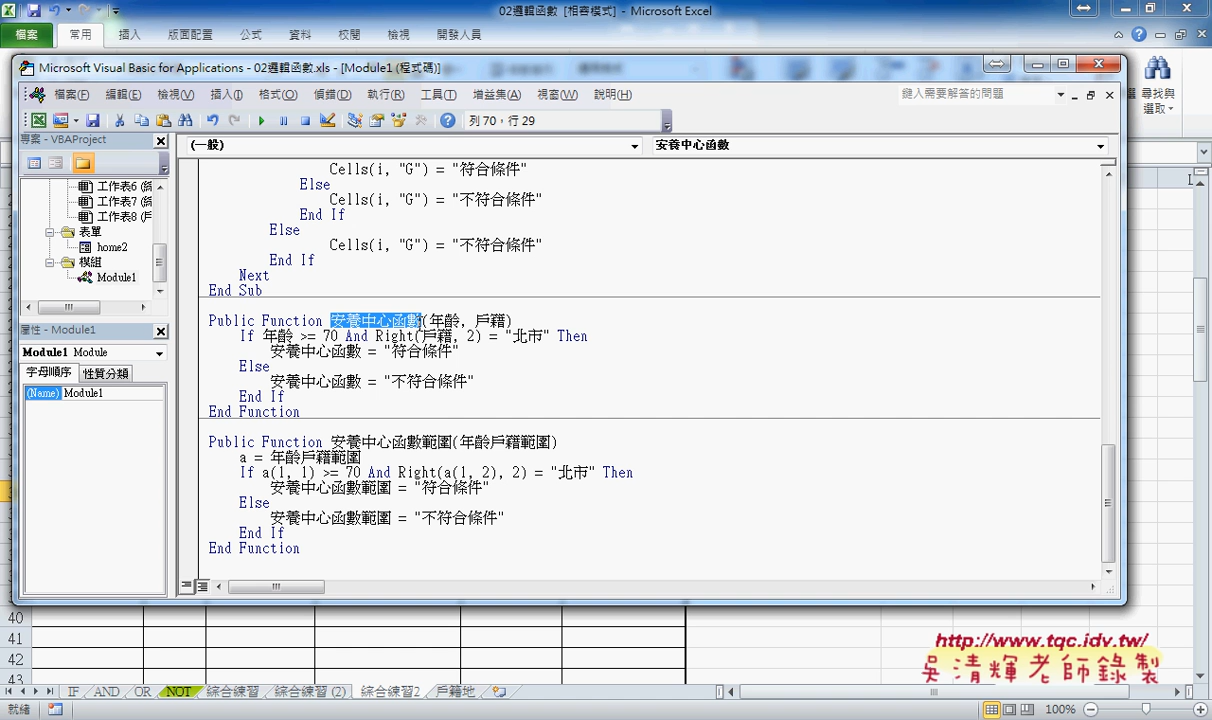 02邏輯函數 [相容模式] - Microsoft Excel
檔案 常用 插入 版面配置 公式 資料 校閱 檢視 開發人員
Microsoft Visual Basic for Applications - 02邏輯函數.xls - [Module1 (程式碼)]
檔案(F) 編輯(E) 檢視(V) 插入(I) 格式(O) 偵錯(D) 執行(R) 工具(T) 增益集(A) 視窗(W) 說明(H) 鍵入需要解答的問題
尋找與
選取
列 70，行 29
專案 - VBAProject
(一般) 安養中心函數
工作表6
工作表7
工作表8
表單
home2
模組
Module1
屬性 - Module1
Module1 Module
字母順序 性質分類
(Name) Module1
Cells(i, "G") = "符合條件"
Else
Cells(i, "G") = "不符合條件"
End If
Else
Cells(i, "G") = "不符合條件"
End If
Next
End Sub
Public Function 安養中心函數(年齡, 戶籍)
If 年齡 >= 70 And Right(戶籍, 2) = "北市" Then
安養中心函數 = "符合條件"
Else
安養中心函數 = "不符合條件"
End If
End Function
Public Function 安養中心函數範圍(年齡戶籍範圍)
a = 年齡戶籍範圍
If a(1, 1) >= 70 And Right(a(1, 2), 2) = "北市" Then
安養中心函數範圍 = "符合條件"
Else
安養中心函數範圍 = "不符合條件"
End If
End Function
40
41
42
43
http://www.tqc.idv.tw/
吳清輝老師錄製
IF AND OR NOT 綜合練習 綜合練習 (2) 綜合練習2 戶籍地
就緒 100%